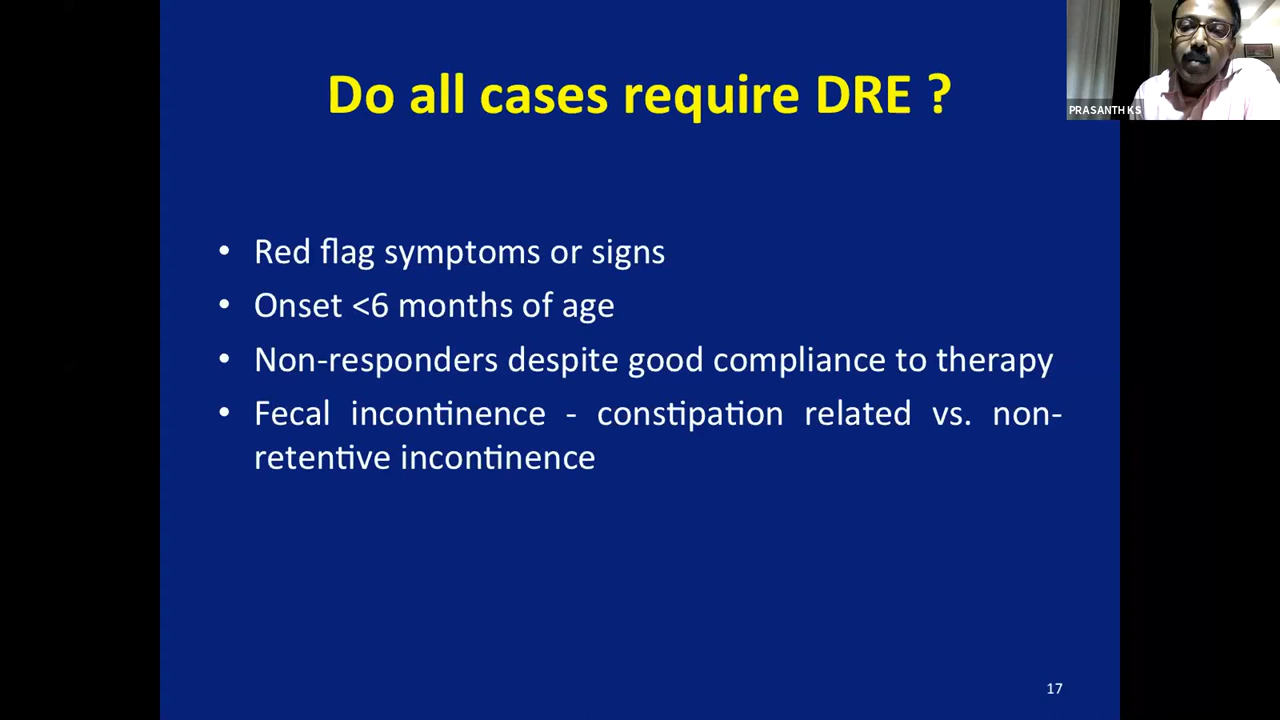 Do all cases require DRE ?
PRASANTH KS
• Red flag symptoms or signs
• Onset <6 months of age
• Non-responders despite good compliance to therapy
• Fecal incontinence - constipation related vs. non-
retentive incontinence
17